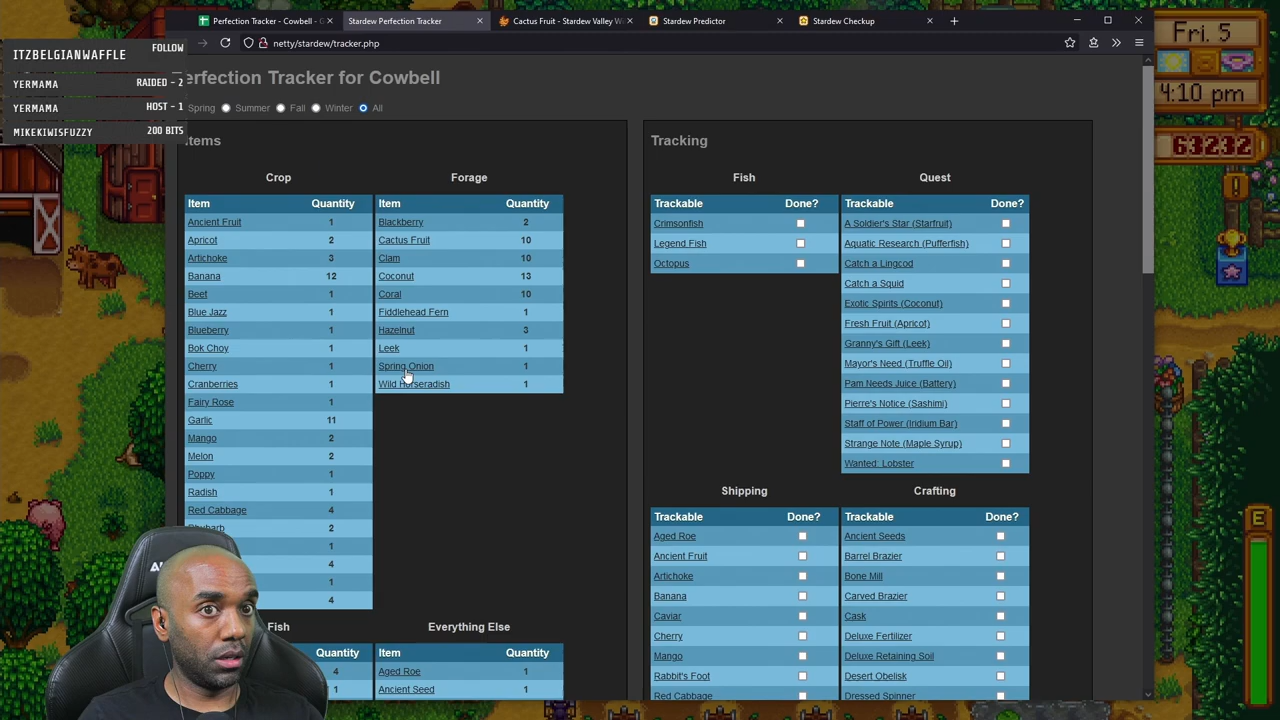 Perfection Tracker - Cowbell - G
Stardew Perfection Tracker
Cactus Fruit - Stardew Valley W
Stardew Predictor
Stardew Checkup
netty/stardew/tracker.php
Fri. 5
4:10 pm
63232
ITZBELGIANWAFFLE FOLLOW
YERMAMA RAIDED - 2
YERMAMA HOST - 1
MIKEKIWISFUZZY 200 BITS
erfection Tracker for Cowbell
Spring Summer Fall Winter All
Items
Crop
Item Quantity
Ancient Fruit 1
Apricot 2
Artichoke 3
Banana 12
Beet 1
Blue Jazz 1
Blueberry 1
Bok Choy 1
Cherry 1
Cranberries 1
Fairy Rose 1
Garlic 11
Mango 2
Melon 2
Poppy 1
Radish 1
Red Cabbage 4
Rhubarb 2
1
4
1
4
Forage
Item Quantity
Blackberry 2
Cactus Fruit 10
Clam 10
Coconut 13
Coral 10
Fiddlehead Fern 1
Hazelnut 3
Leek 1
Spring Onion 1
Wild Horseradish 1
Fish
Quantity
4
1
Everything Else
Item Quantity
Aged Roe 1
Ancient Seed 1
Tracking
Fish
Trackable Done?
Crimsonfish
Legend Fish
Octopus
Quest
Trackable Done?
A Soldier's Star (Starfruit)
Aquatic Research (Pufferfish)
Catch a Lingcod
Catch a Squid
Exotic Spirits (Coconut)
Fresh Fruit (Apricot)
Granny's Gift (Leek)
Mayor's Need (Truffle Oil)
Pam Needs Juice (Battery)
Pierre's Notice (Sashimi)
Staff of Power (Iridium Bar)
Strange Note (Maple Syrup)
Wanted: Lobster
Shipping
Trackable Done?
Aged Roe
Ancient Fruit
Artichoke
Banana
Caviar
Cherry
Mango
Rabbit's Foot
Red Cabbage
Crafting
Trackable Done?
Ancient Seeds
Barrel Brazier
Bone Mill
Carved Brazier
Cask
Deluxe Fertilizer
Deluxe Retaining Soil
Desert Obelisk
Dressed Spinner
E